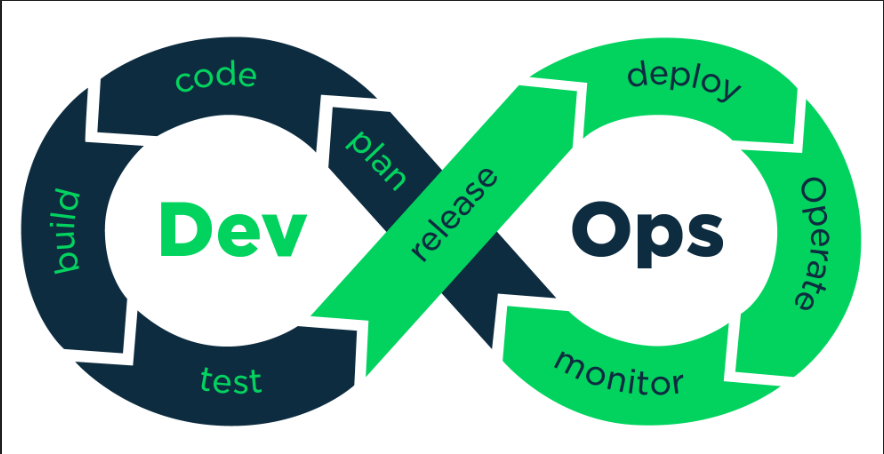 plan
code
build
test
release
deploy
Operate
monitor
Dev
Ops